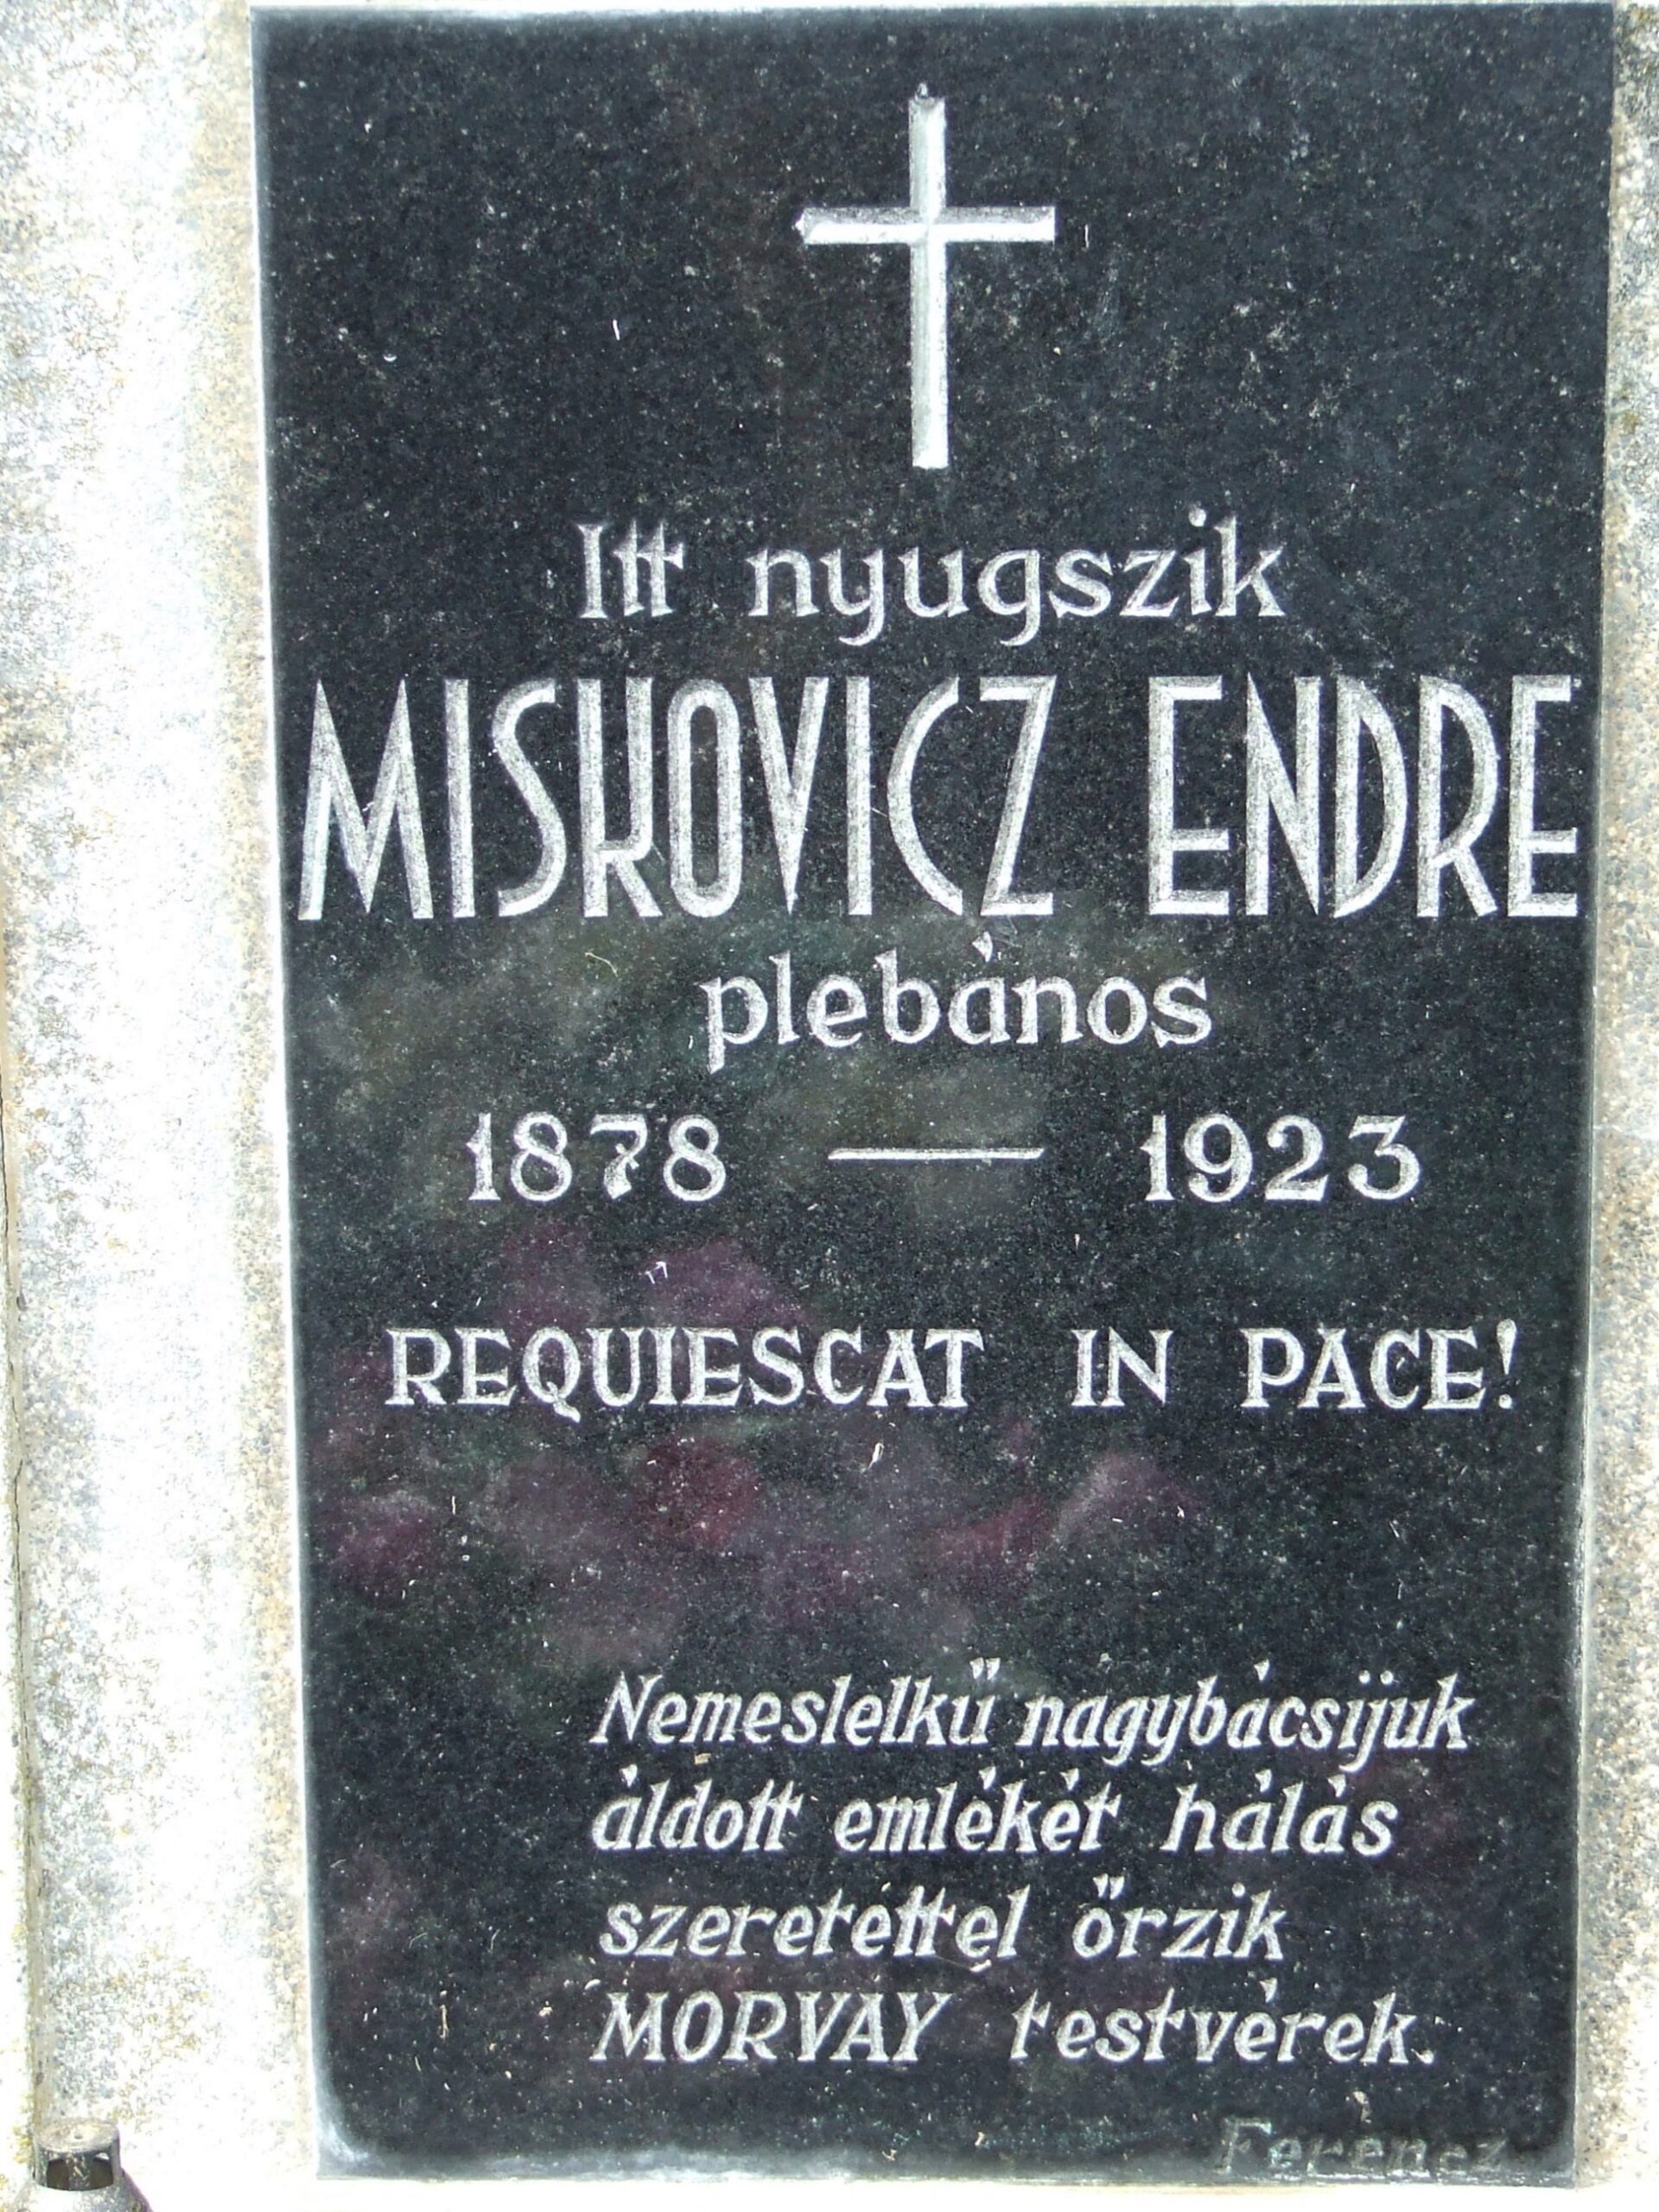 Itt nyugszik
MISKOVICZ ENDRE
plebános
1878 — 1923
REQUIESCAT IN PACE!
Nemeslelkű nagybácsijuk
áldott emlékét hálás
szeretettel őrzik
MORVAY testvérek.
Ferencz